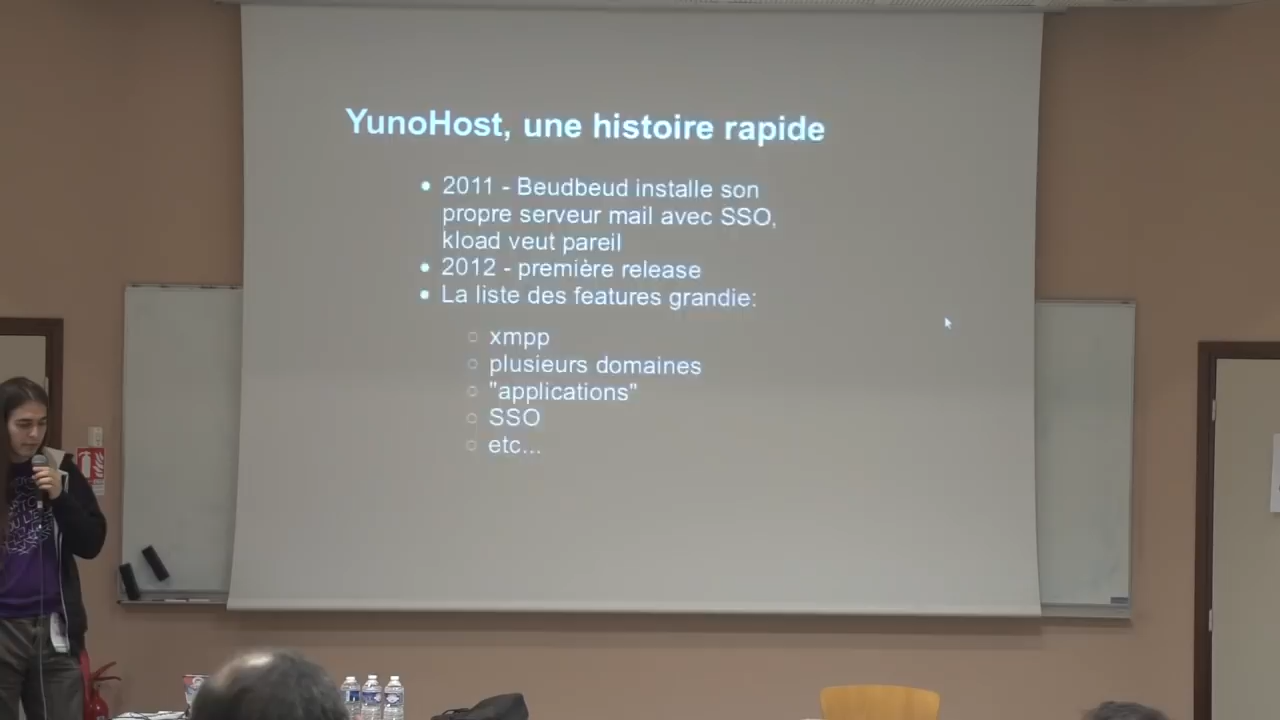 YunoHost, une histoire rapide
• 2011 - Beudbeud installe son
propre serveur mail avec SSO,
kload veut pareil
• 2012 - première release
• La liste des features grandie:
○ xmpp
○ plusieurs domaines
○ "applications"
○ SSO
○ etc...